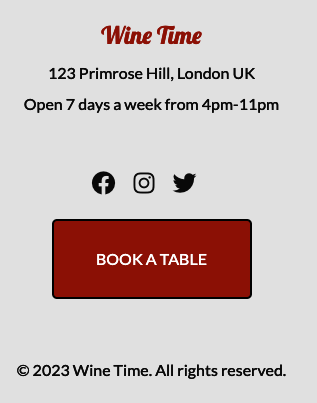 Wine Time
123 Primrose Hill, London UK
Open 7 days a week from 4pm-11pm
BOOK A TABLE
© 2023 Wine Time. All rights reserved.